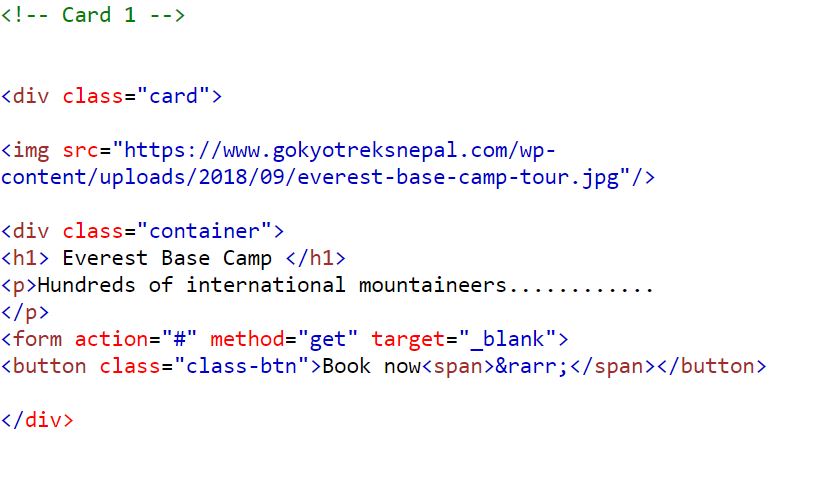 <!-- Card 1 -->
<div class="card">
<img src="https://www.gokyotreksnepal.com/wp-
content/uploads/2018/09/everest-base-camp-tour.jpg"/>
<div class="container">
<h1> Everest Base Camp </h1>
<p>Hundreds of international mountaineers............
</p>
<form action="#" method="get" target="_blank">
<button class="class-btn">Book now<span>&rarr;</span></button>
</div>